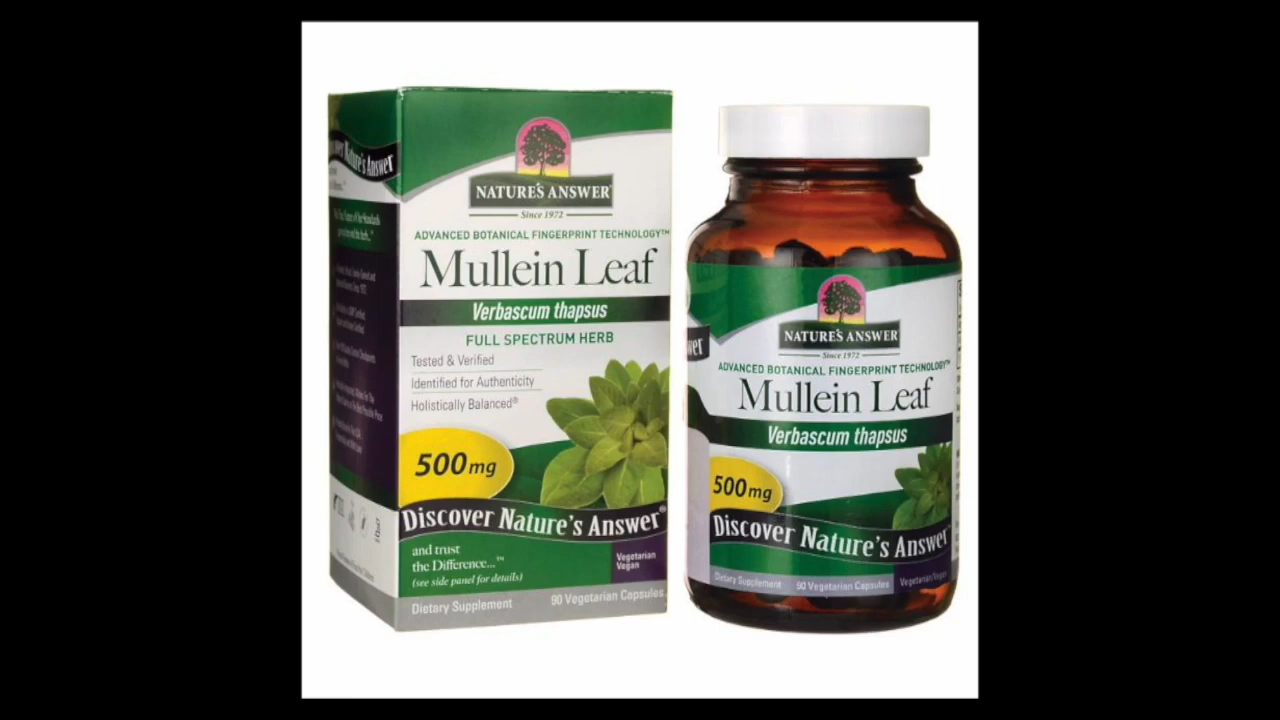 Nature's Answer
NATURE'S ANSWER®
Since 1972
ADVANCED BOTANICAL FINGERPRINT TECHNOLOGY™
Mullein Leaf
Verbascum thapsus
FULL SPECTRUM HERB
Tested & Verified
Identified for Authenticity
Holistically Balanced®
500mg
Discover Nature's Answer®
and trust
the Difference...™
(see side panel for details)
Vegetarian
Vegan
Dietary Supplement 90 Vegetarian Capsules
NATURE'S ANSWER
Since 1972
ADVANCED BOTANICAL FINGERPRINT TECHNOLOGY™
Mullein Leaf
Verbascum thapsus
500mg
Discover Nature's Answer
Dietary Supplement 90 Vegetarian Capsules Vegetarian/Vegan